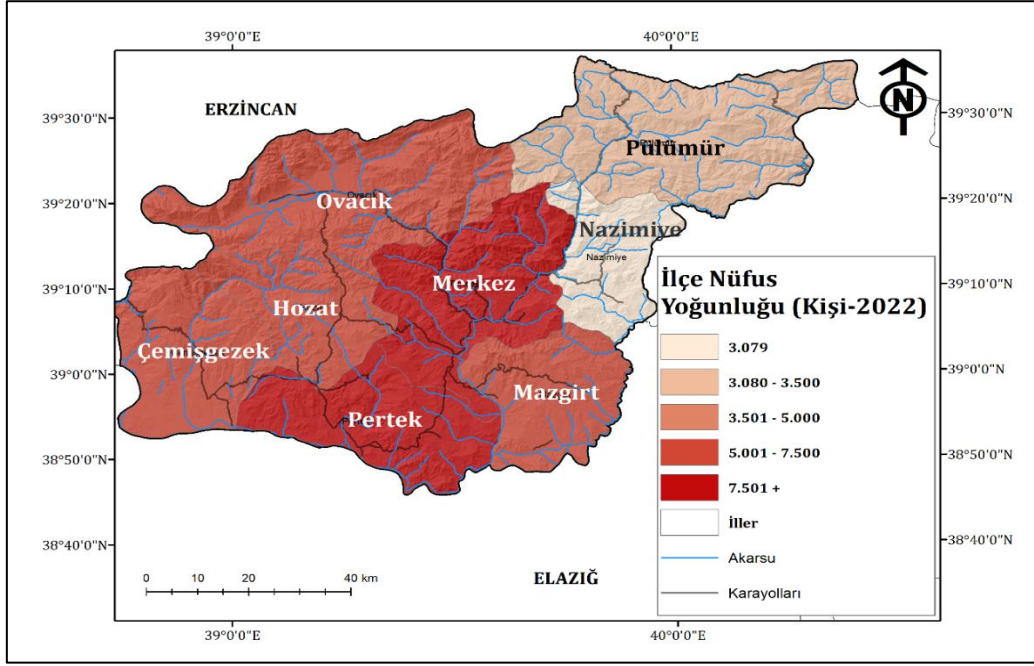 39°0'0"E
40°0'0"E
39°30'0"N
39°20'0"N
39°10'0"N
39°0'0"N
38°50'0"N
38°40'0"N
39°30'0"N
39°20'0"N
39°10'0"N
39°0'0"N
38°50'0"N
38°40'0"N
N
ERZİNCAN
Pülümür
Ovacık
Ovacık
Nazimiye
Nazimiye
Merkez
Hozat
Çemişgezek
Mazgirt
Pertek
ELAZIĞ
İlçe Nüfus
Yoğunluğu (Kişi-2022)
3.079
3.080 - 3.500
3.501 - 5.000
5.001 - 7.500
7.501 +
İller
Akarsu
Karayolları
0 10 20 40 km
39°0'0"E
40°0'0"E